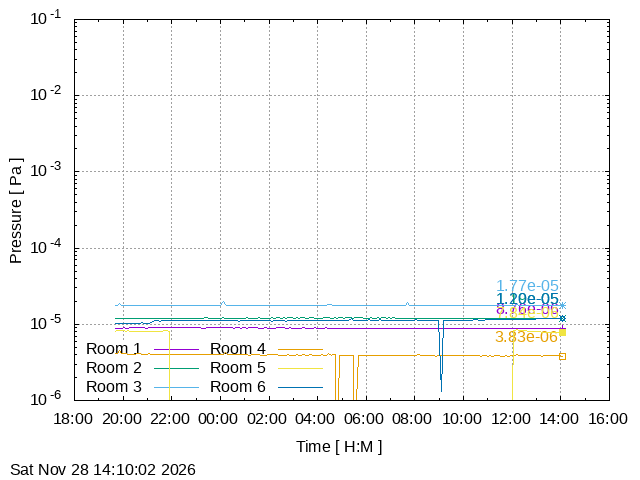 10^-1
10^-2
10^-3
10^-4
10^-5
10^-6
Pressure [ Pa ]
1.77e-05
8.76e-06
3.83e-06
Room 1
Room 4
Room 2
Room 5
Room 3
Room 6
18:00 20:00 22:00 00:00 02:00 04:00 06:00 08:00 10:00 12:00 14:00 16:00
Time [ H:M ]
Sat Nov 28 14:10:02 2026